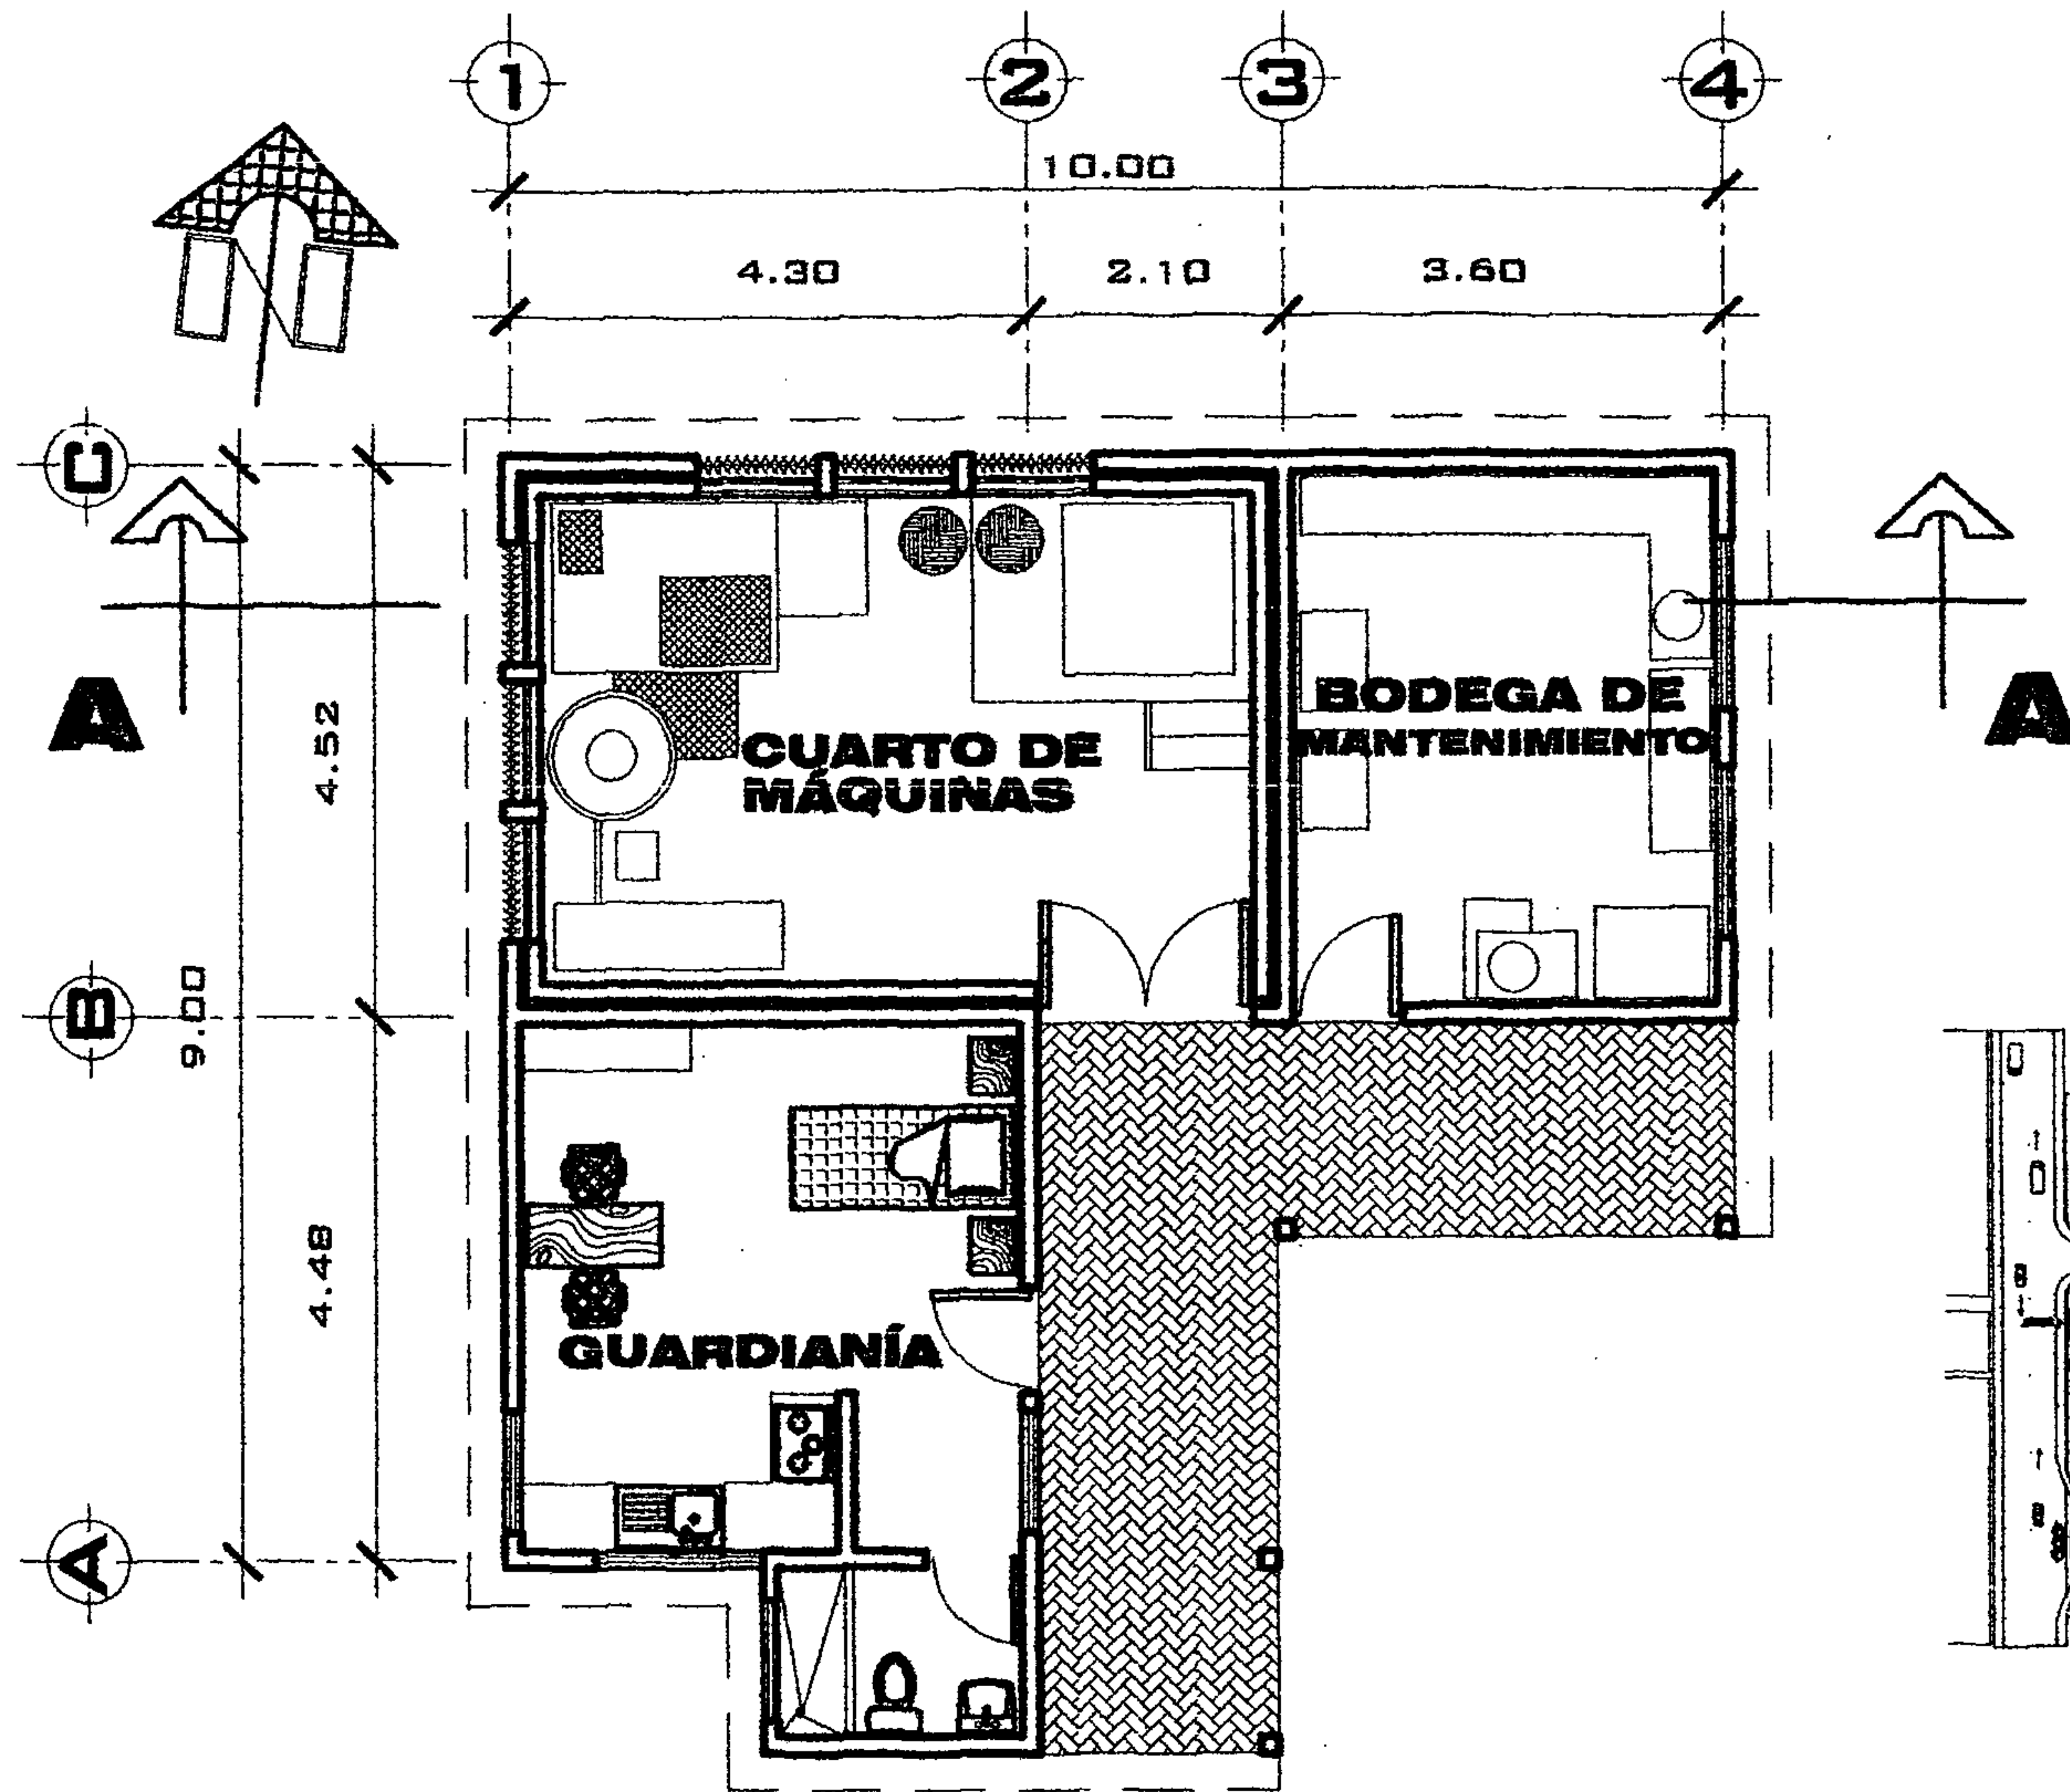 1 2 3 4
10.00
4.30 2.10 3.60
C
A A
4.52
BODEGA DE
MANTENIMIENTO
CUARTO DE
MÁQUINAS
9.00
B
4.48
GUARDIANÍA
A